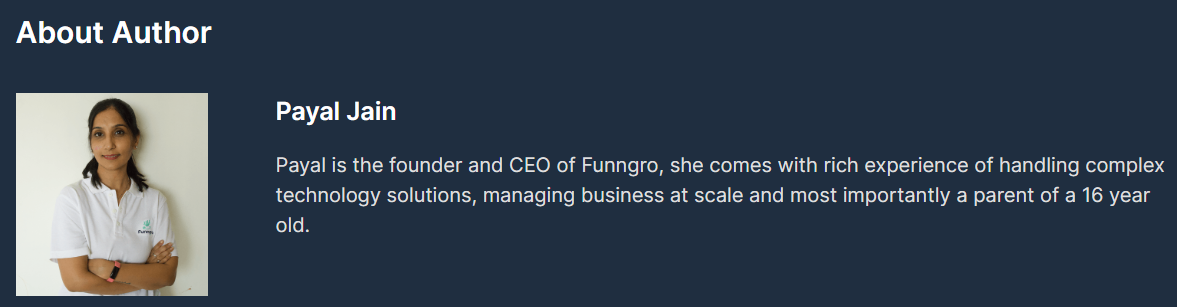 About Author
Payal Jain
Payal is the founder and CEO of Funngro, she comes with rich experience of handling complex
technology solutions, managing business at scale and most importantly a parent of a 16 year
old.